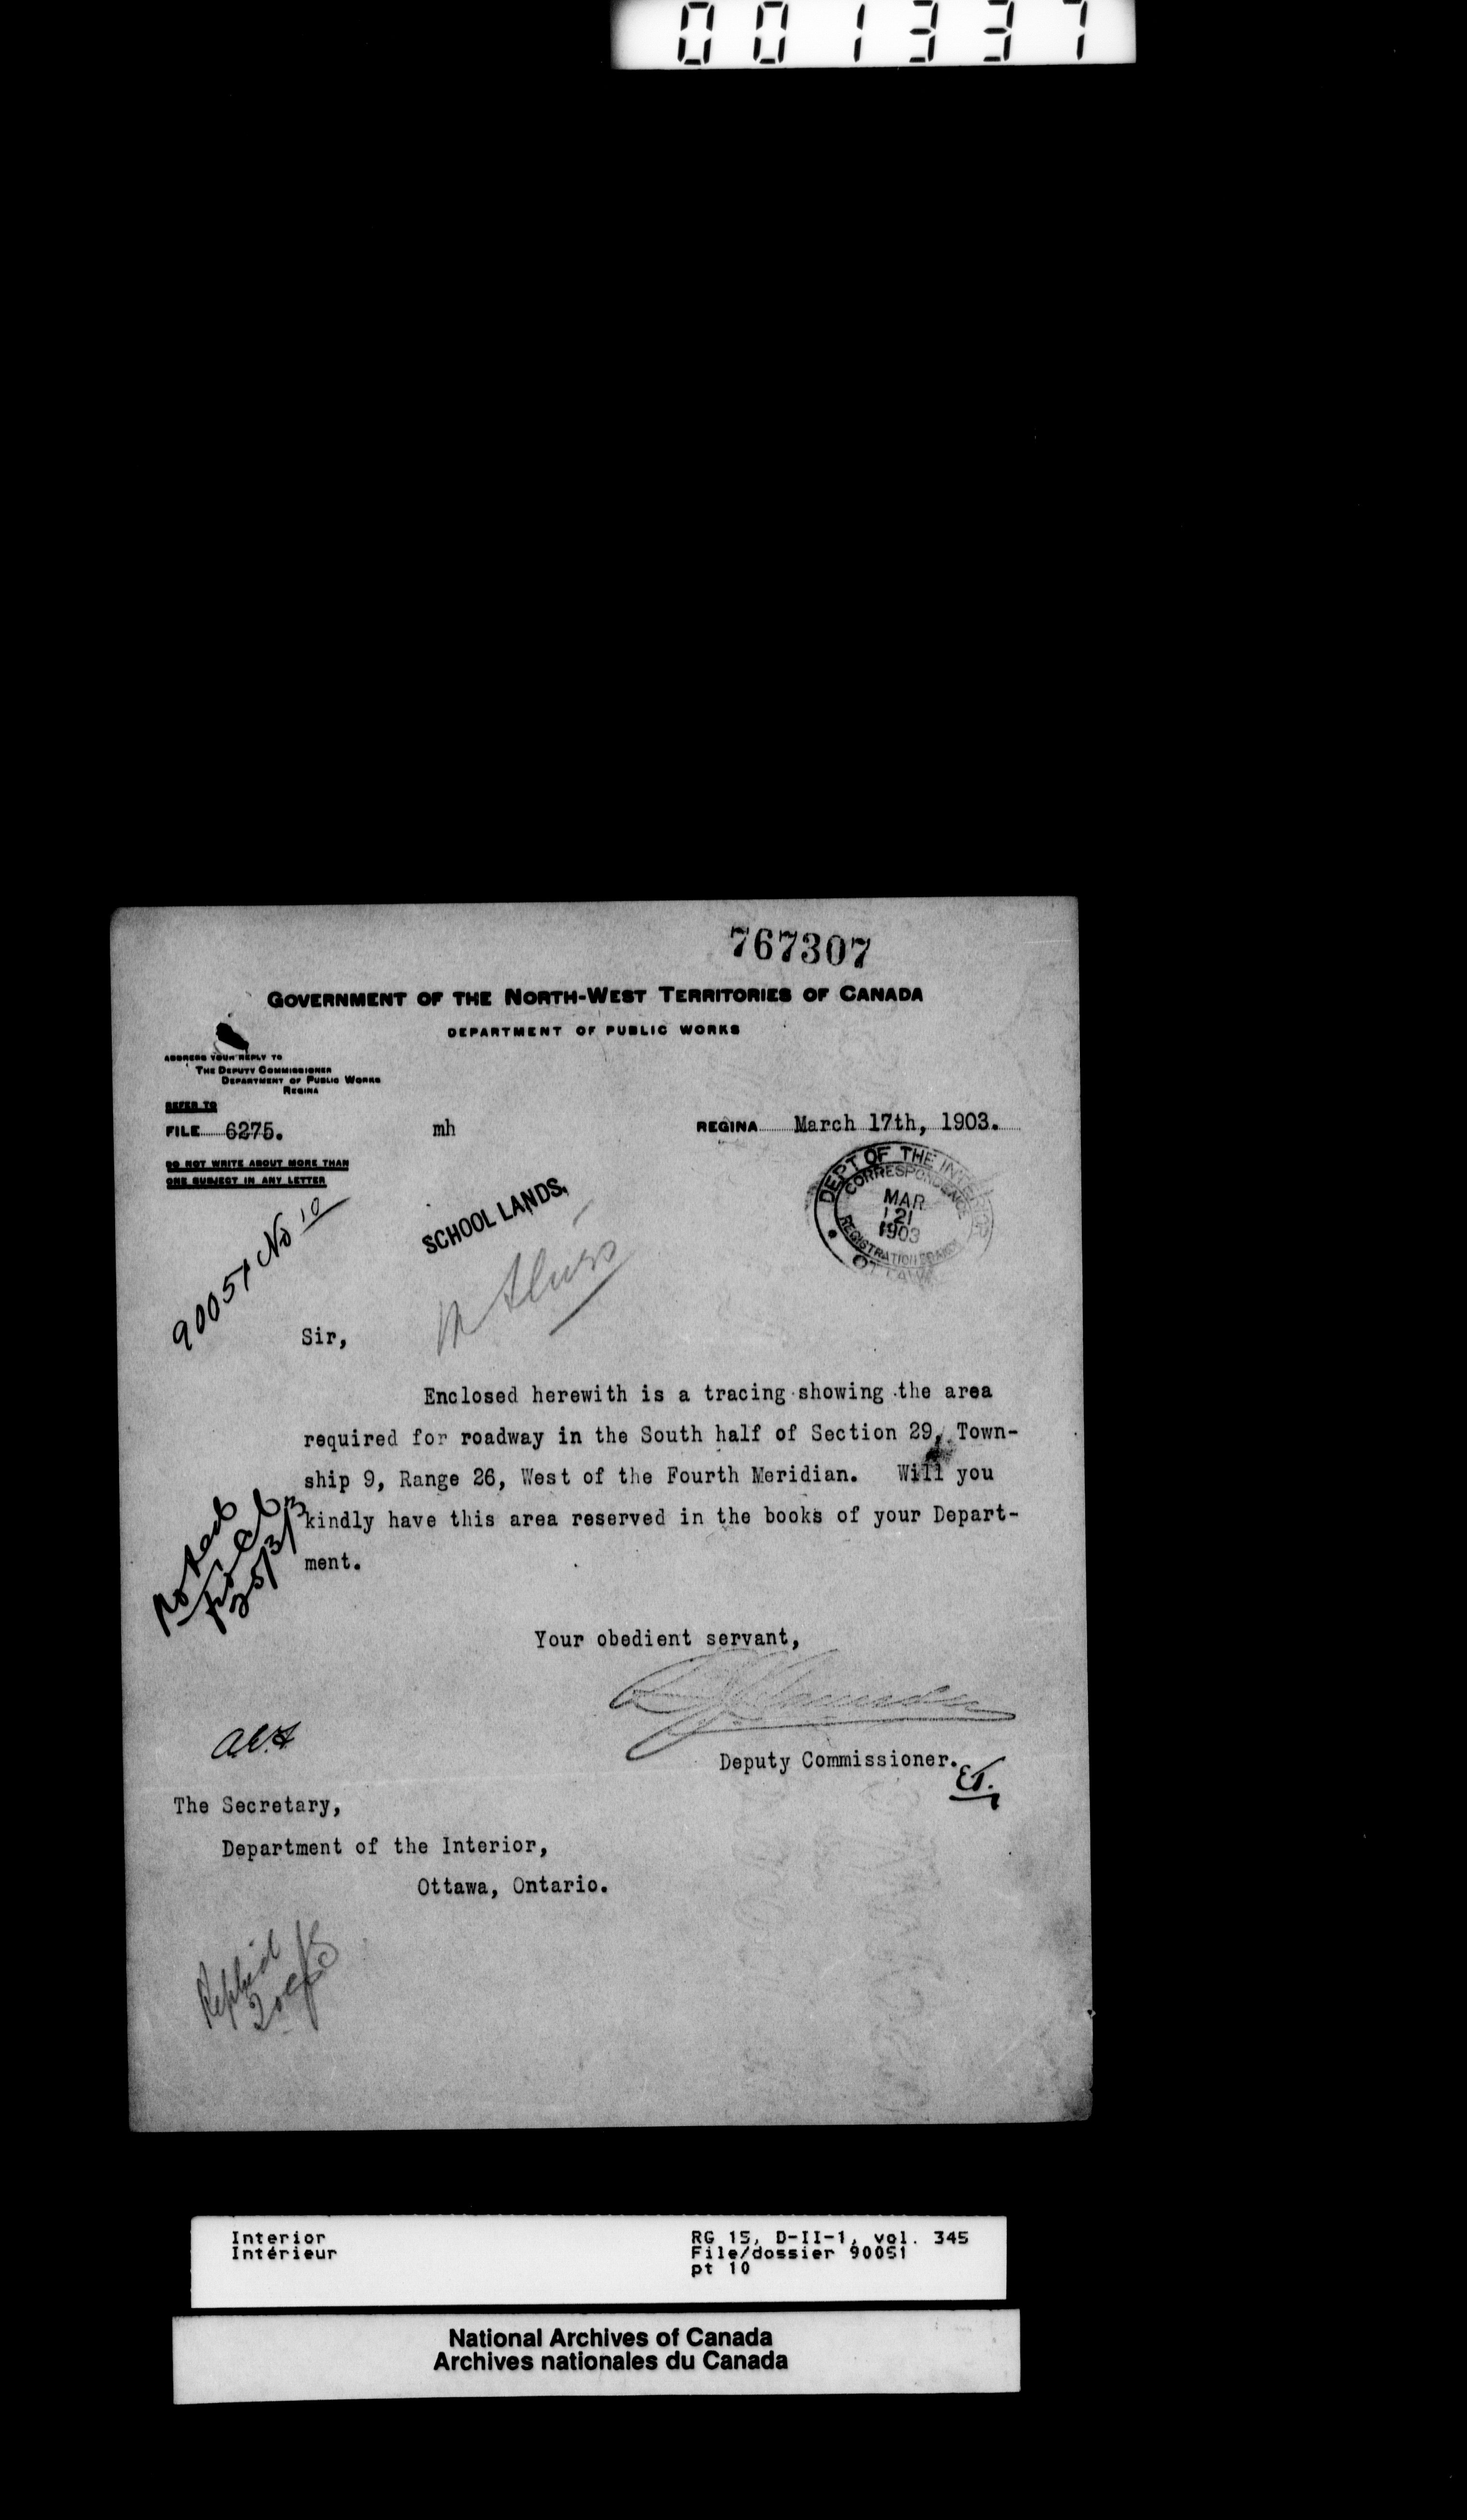 001337
767307
GOVERNMENT OF THE NORTH-WEST TERRITORIES OF CANADA
DEPARTMENT OF PUBLIC WORKS
ADDRESS YOUR REPLY TO
THE DEPUTY COMMISSIONER
DEPARTMENT OF PUBLIC WORKS
REGINA
REFER TO
FILE 6275.
mh
REGINA March 17th, 1903.
DO NOT WRITE ABOUT MORE THAN
ONE SUBJECT IN ANY LETTER
DEPT OF THE INTERIOR
CORRESPONDENCE
MAR
21
1903
REGISTRATION BRANCH
OTTAWA
SCHOOL LANDS,
90051 No 10
Sir,
Enclosed herewith is a tracing showing the area
required for roadway in the South half of Section 29, Town-
ship 9, Range 26, West of the Fourth Meridian. Will you
kindly have this area reserved in the books of your Depart-
ment.
Noted
Your obedient servant,
Deputy Commissioner.
The Secretary,
Department of the Interior,
Ottawa, Ontario.
Replied
Interior
Intérieur
RG 15, D-II-1, vol. 345
File/dossier 90051
pt 10
National Archives of Canada
Archives nationales du Canada